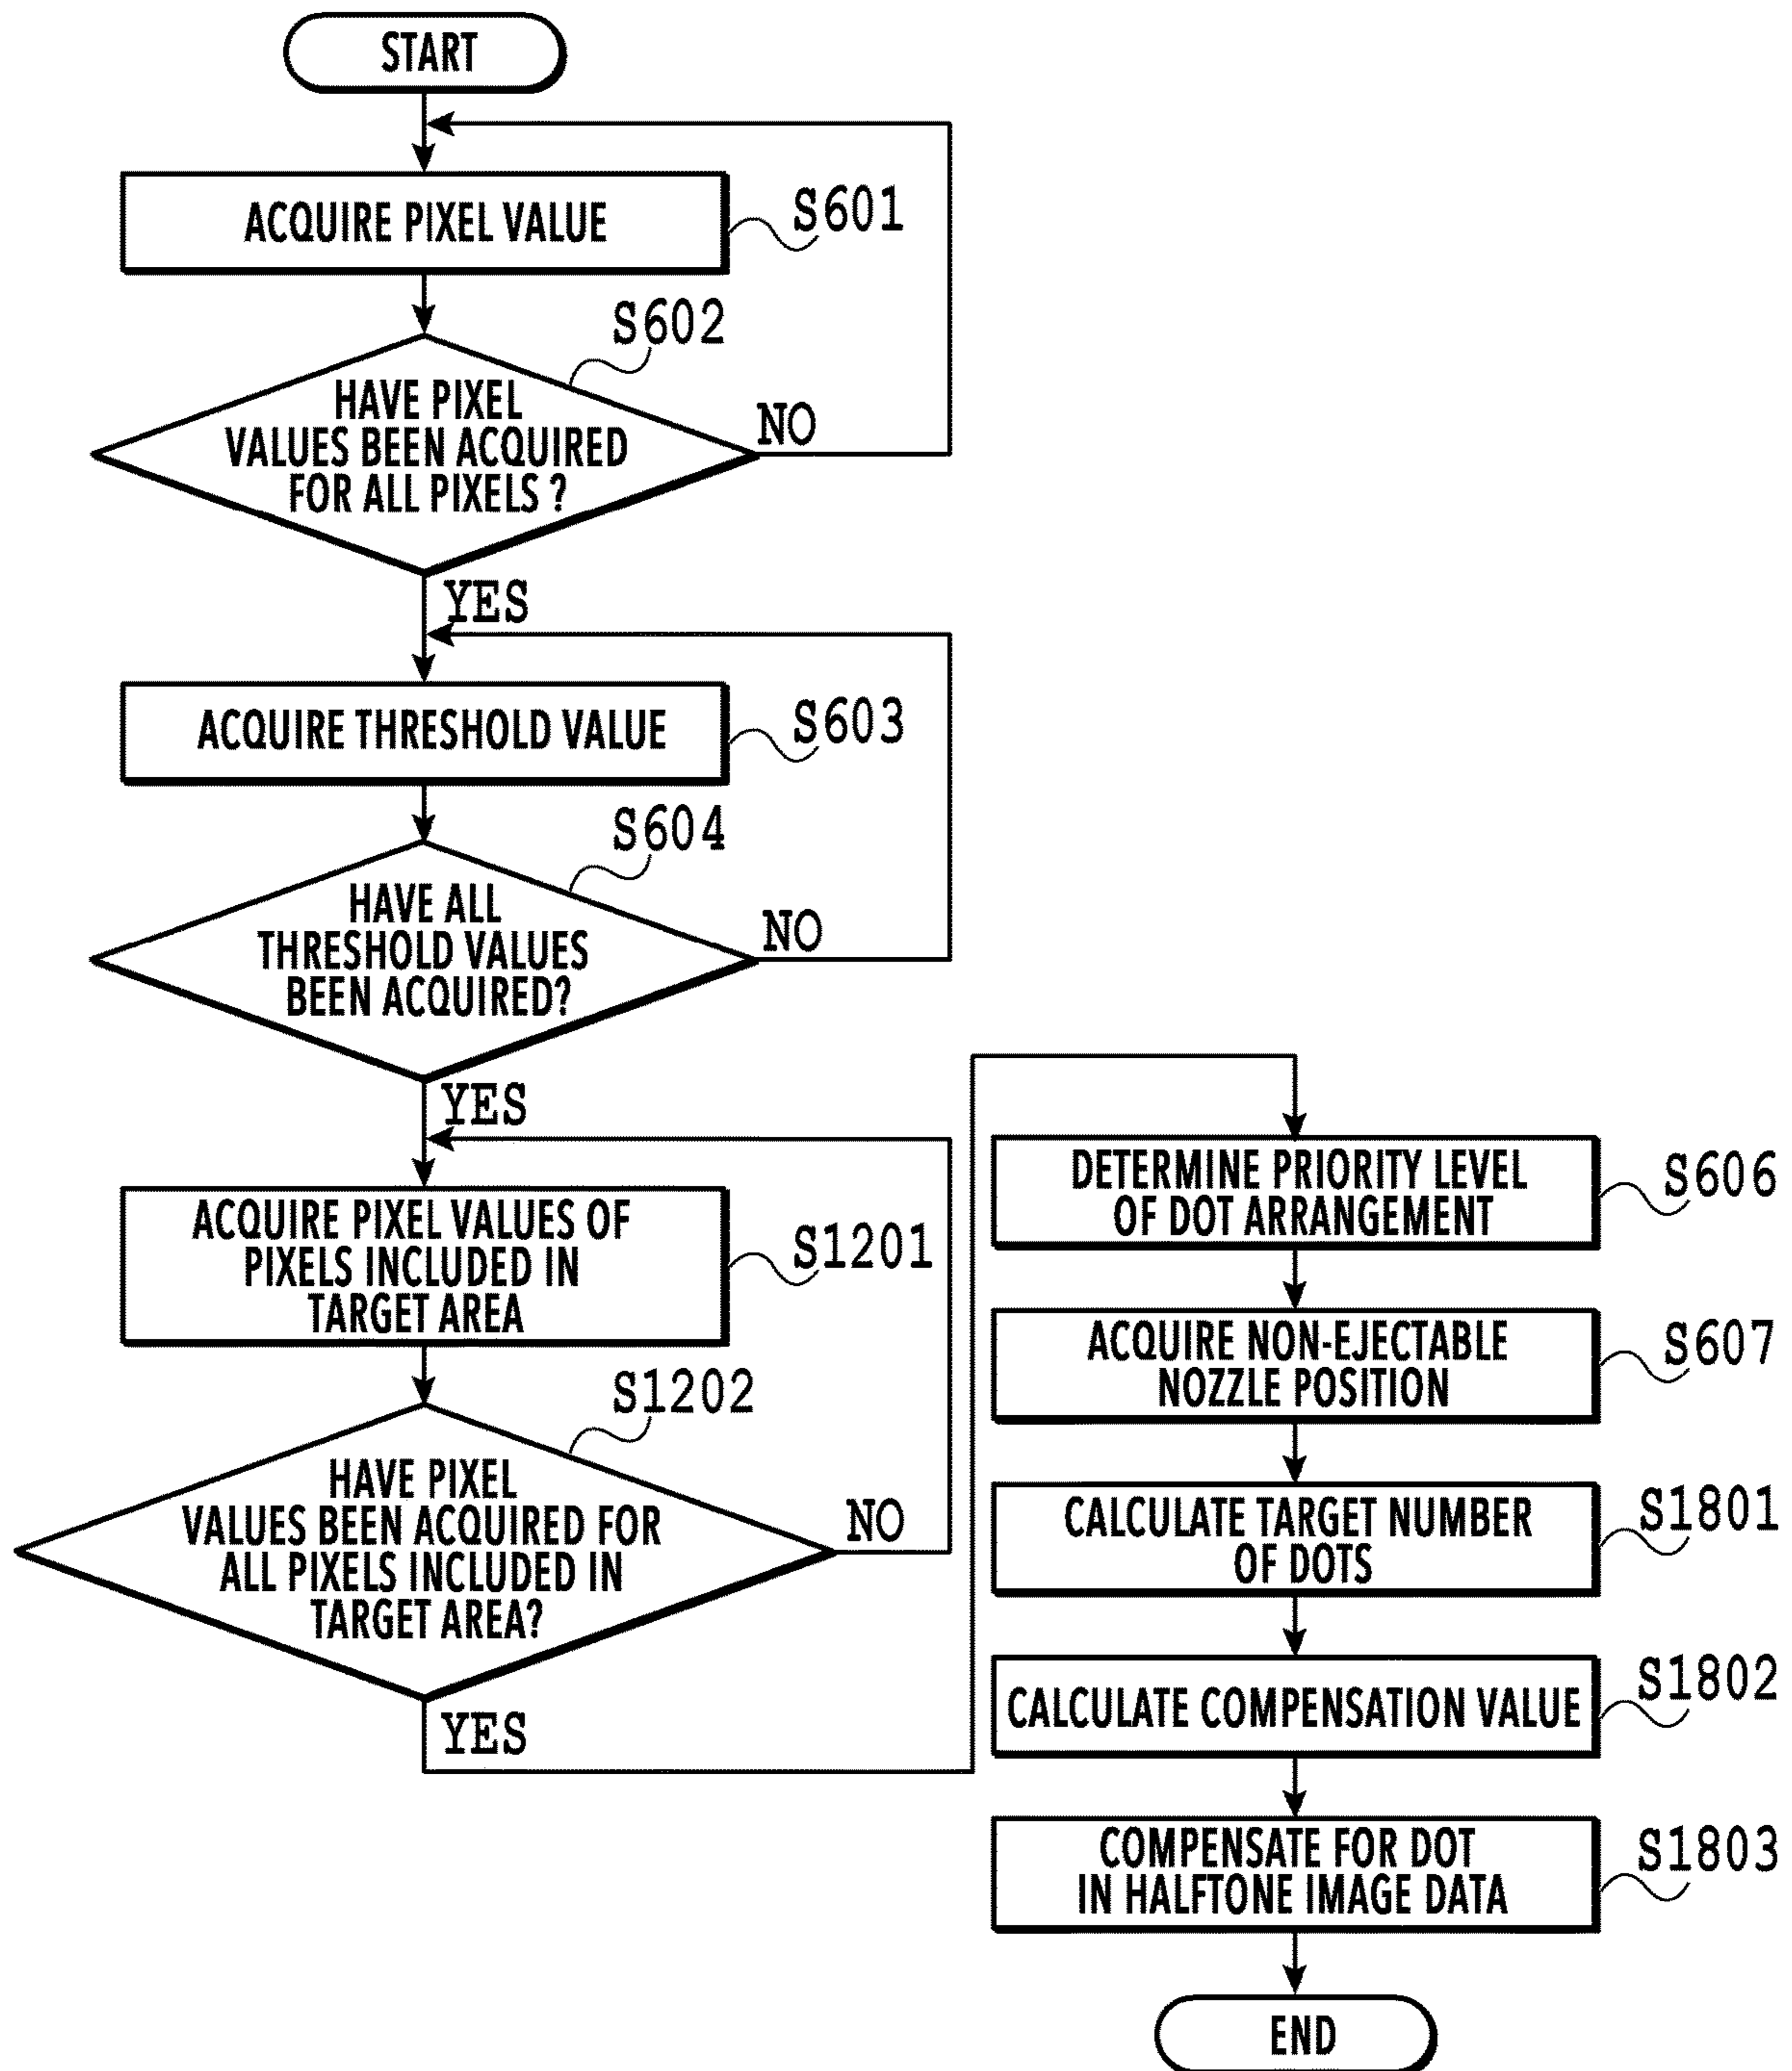 START
ACQUIRE PIXEL VALUE
S601
S602
HAVE PIXEL
VALUES BEEN ACQUIRED
FOR ALL PIXELS ?
NO
YES
ACQUIRE THRESHOLD VALUE
S603
S604
HAVE ALL
THRESHOLD VALUES
BEEN ACQUIRED?
NO
YES
ACQUIRE PIXEL VALUES OF
PIXELS INCLUDED IN
TARGET AREA
S1201
S1202
HAVE PIXEL
VALUES BEEN ACQUIRED FOR
ALL PIXELS INCLUDED IN
TARGET AREA?
NO
YES
DETERMINE PRIORITY LEVEL
OF DOT ARRANGEMENT
S606
ACQUIRE NON-EJECTABLE
NOZZLE POSITION
S607
CALCULATE TARGET NUMBER
OF DOTS
S1801
CALCULATE COMPENSATION VALUE
S1802
COMPENSATE FOR DOT
IN HALFTONE IMAGE DATA
S1803
END